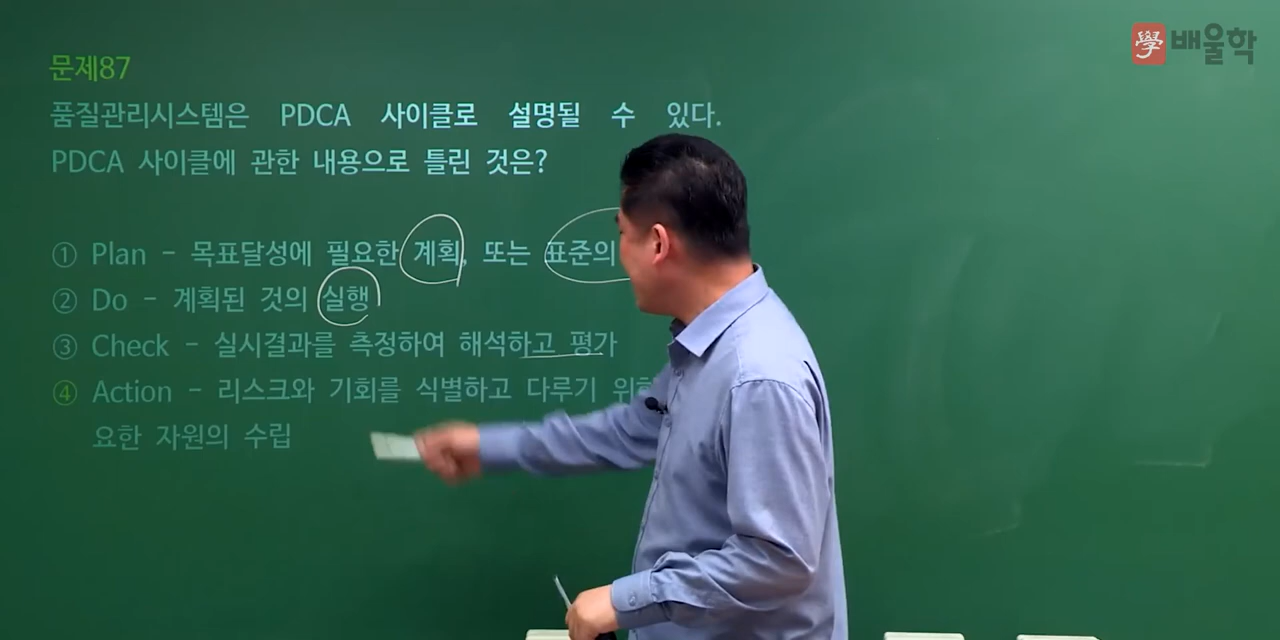 學 배울학
문제87
품질관리시스템은 PDCA 사이클로 설명될 수 있다.
PDCA 사이클에 관한 내용으로 틀린 것은?
① Plan - 목표달성에 필요한 계획, 또는 표준의
② Do - 계획된 것의 실행
③ Check - 실시결과를 측정하여 해석하고 평가
④ Action - 리스크와 기회를 식별하고 다루기
요한 자원의 수립